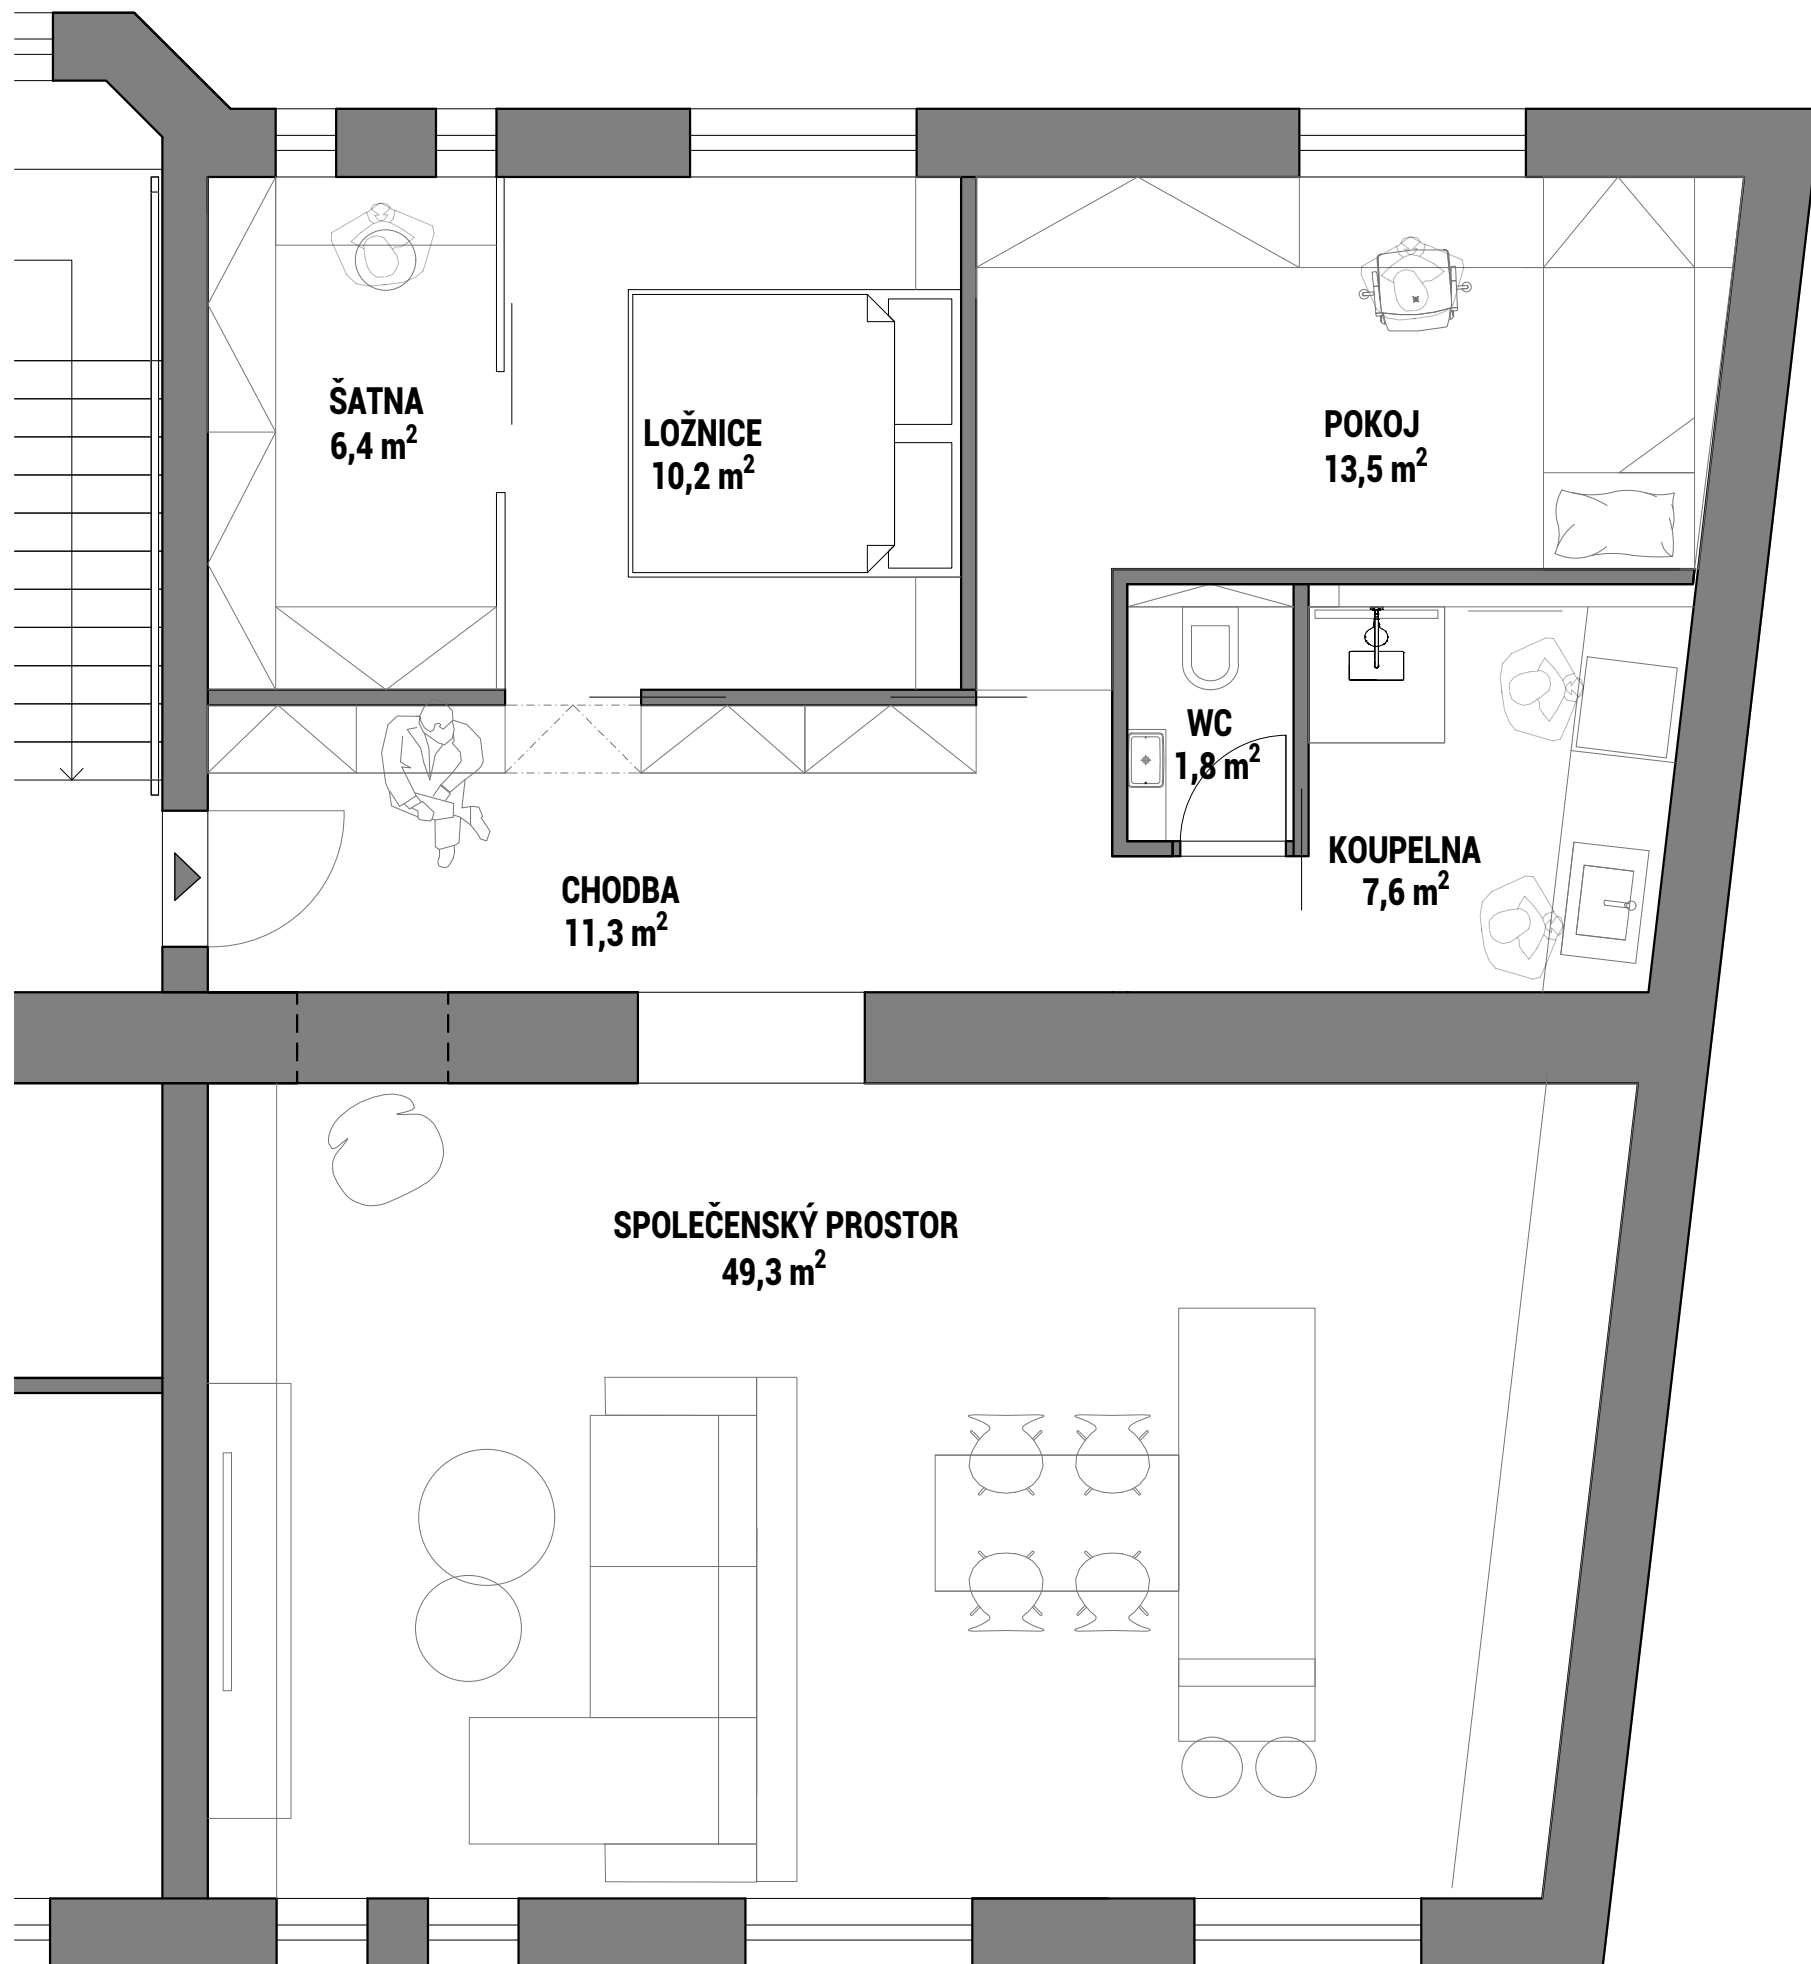 ŠATNA
6,4 m²
LOŽNICE
10,2 m²
POKOJ
13,5 m²
WC
1,8 m²
KOUPELNA
7,6 m²
CHODBA
11,3 m²
SPOLEČENSKÝ PROSTOR
49,3 m²